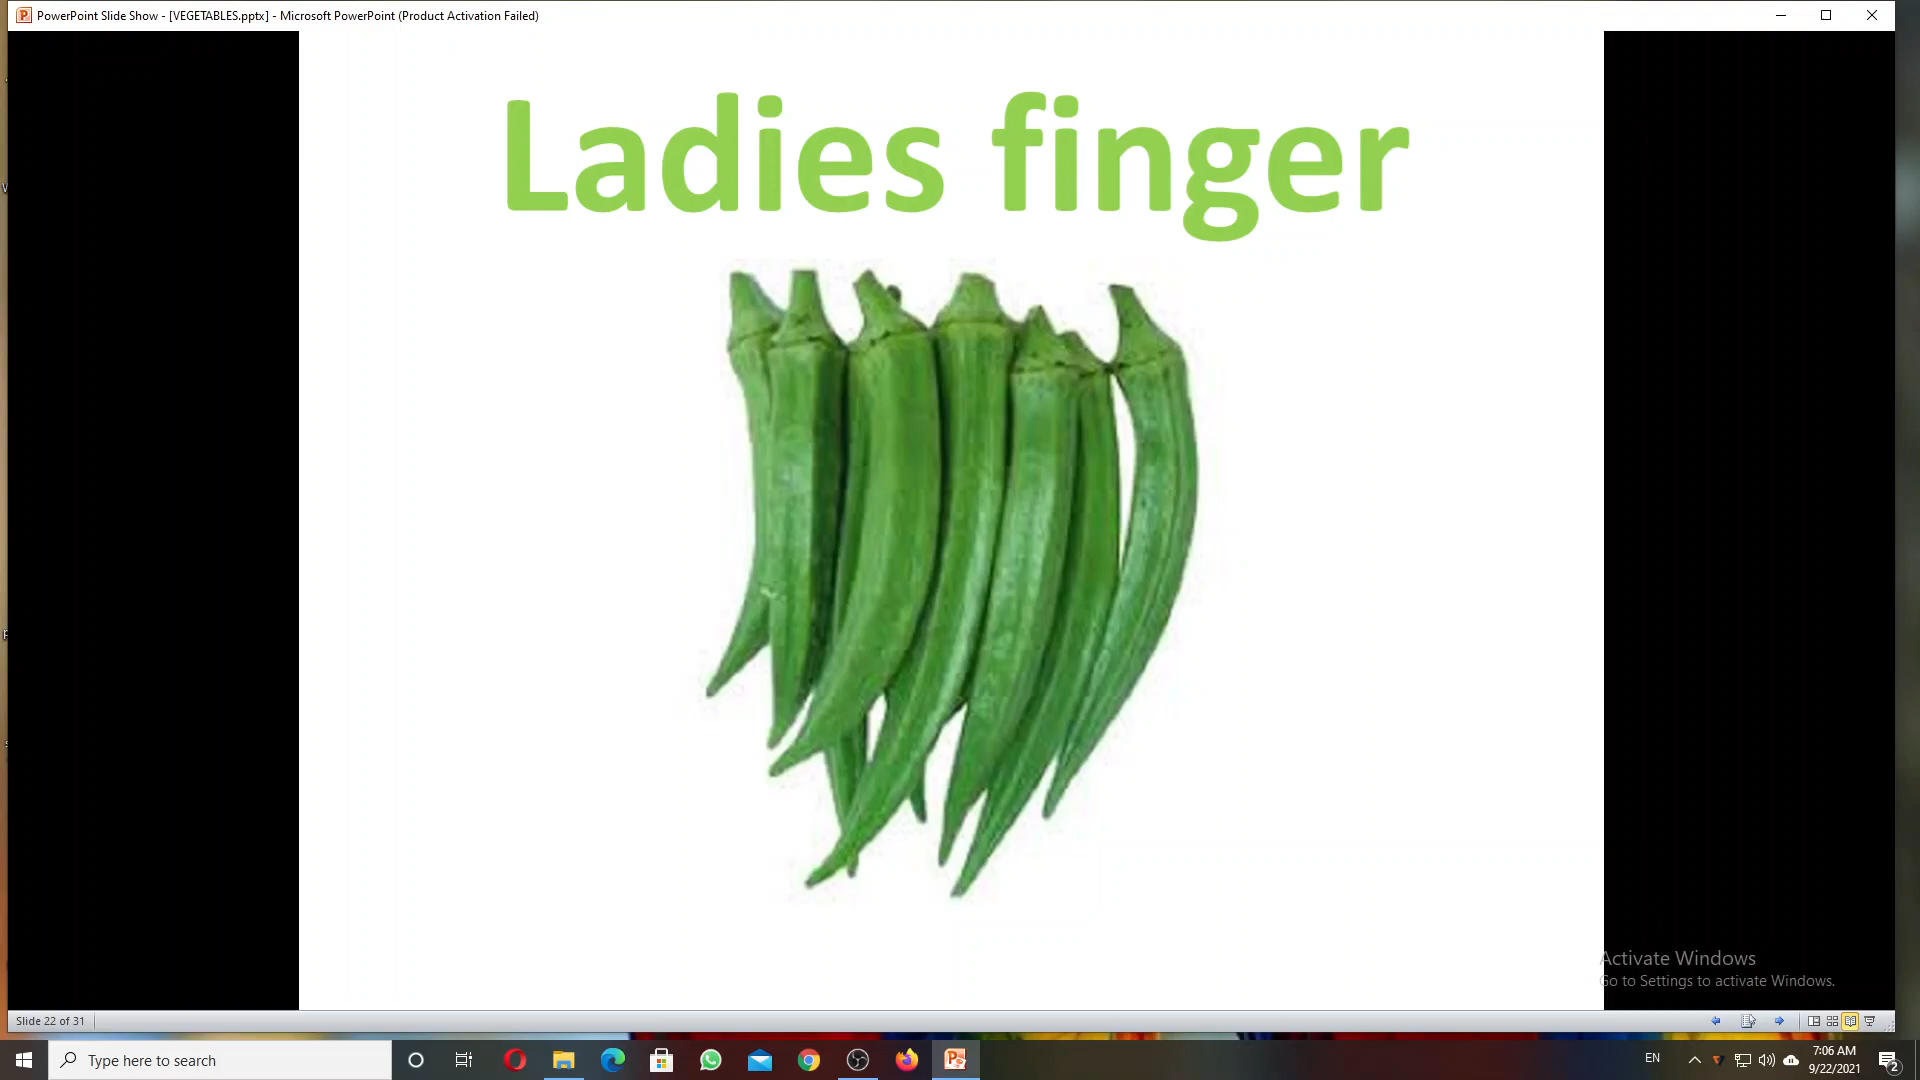 PowerPoint Slide Show - [VEGETABLES.pptx] - Microsoft PowerPoint (Product Activation Failed)
Ladies finger
Activate Windows
Go to Settings to activate Windows.
Slide 22 of 31
Type here to search
EN
7:06 AM
9/22/2021
2